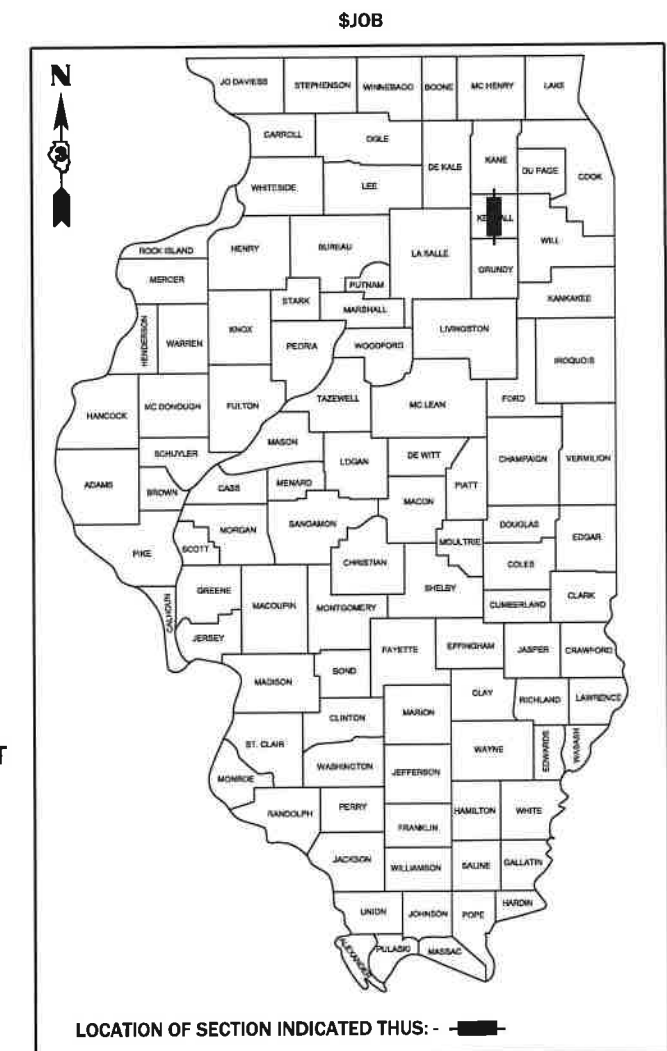 $JOB
N
JO DAVIESS STEPHENSON WINNEBAGO BOONE MC HENRY LAKE
CARROLL OGLE DE KALB KANE DU PAGE COOK
WHITESIDE LEE
KENDALL WILL
ROCK ISLAND HENRY BUREAU LA SALLE
MERCER PUTNAM GRUNDY
STARK MARSHALL KANKAKEE
HENDERSON WARREN KNOX PEORIA WOODFORD LIVINGSTON IROQUOIS
HANCOCK MC DONOUGH FULTON TAZEWELL MC LEAN FORD
MASON
SCHUYLER LOGAN DE WITT CHAMPAIGN VERMILION
ADAMS BROWN CASS MENARD PIATT
MACON
MORGAN SANGAMON DOUGLAS
PIKE SCOTT MOULTRIE EDGAR
CHRISTIAN COLES
GREENE SHELBY
CALHOUN MACOUPIN MONTGOMERY CUMBERLAND CLARK
JERSEY
FAYETTE EFFINGHAM JASPER CRAWFORD
MADISON BOND
CLAY RICHLAND LAWRENCE
CLINTON MARION
ST. CLAIR WAYNE EDWARDS WABASH
T
MONROE WASHINGTON JEFFERSON
RANDOLPH PERRY HAMILTON WHITE
FRANKLIN
JACKSON WILLIAMSON SALINE GALLATIN
HARDIN
UNION JOHNSON POPE
ALEXANDER PULASKI MASSAC
LOCATION OF SECTION INDICATED THUS: -